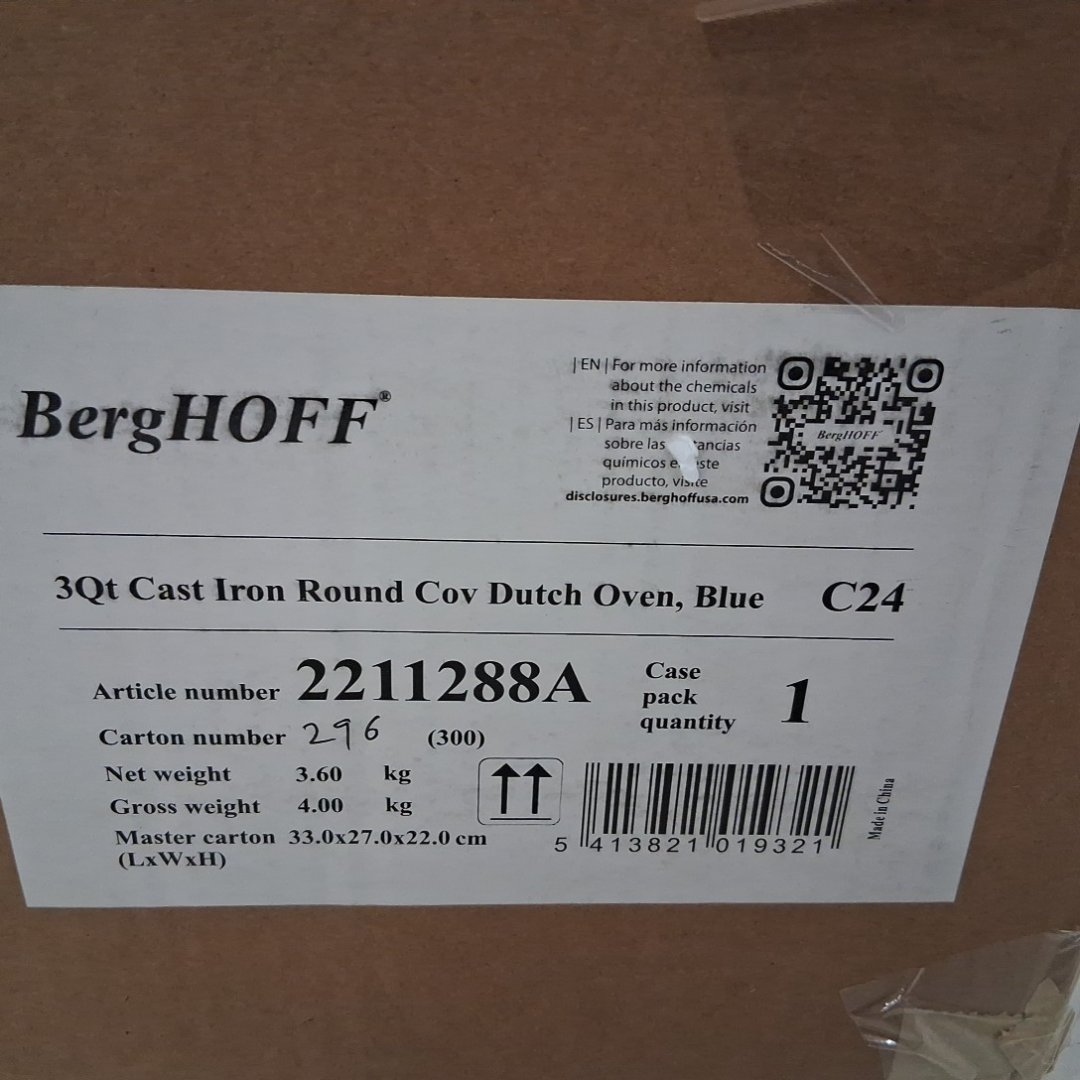 BergHOFF®
| EN | For more information
about the chemicals
in this product, visit
| ES | Para más información
sobre las
químicos ste
producto, visite
disclosures.berghoffusa.com
BergHOFF
3Qt Cast Iron Round Cov Dutch Oven, Blue C24
Article number 2211288A
Case
pack
quantity 1
Carton number 296 (300)
Net weight 3.60 kg
Gross weight 4.00 kg
Master carton 33.0x27.0x22.0 cm
(LxWxH)
5 413821 019321
Made in China